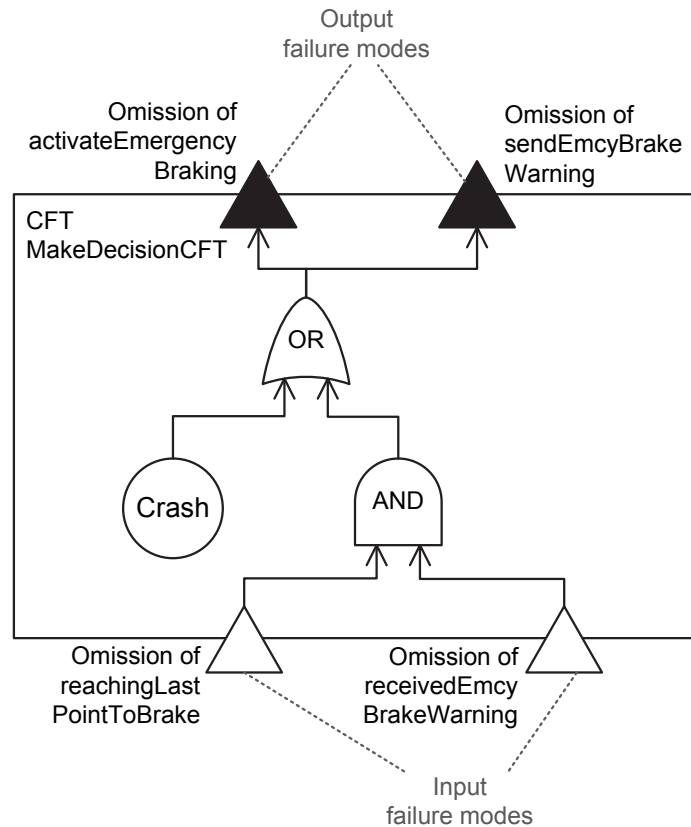 Output
failure modes
Omission of
activateEmergency
Braking
Omission of
sendEmcyBrake
Warning
CFT
MakeDecisionCFT
OR
Crash
AND
Omission of
reachingLast
PointToBrake
Omission of
receivedEmcy
BrakeWarning
Input
failure modes